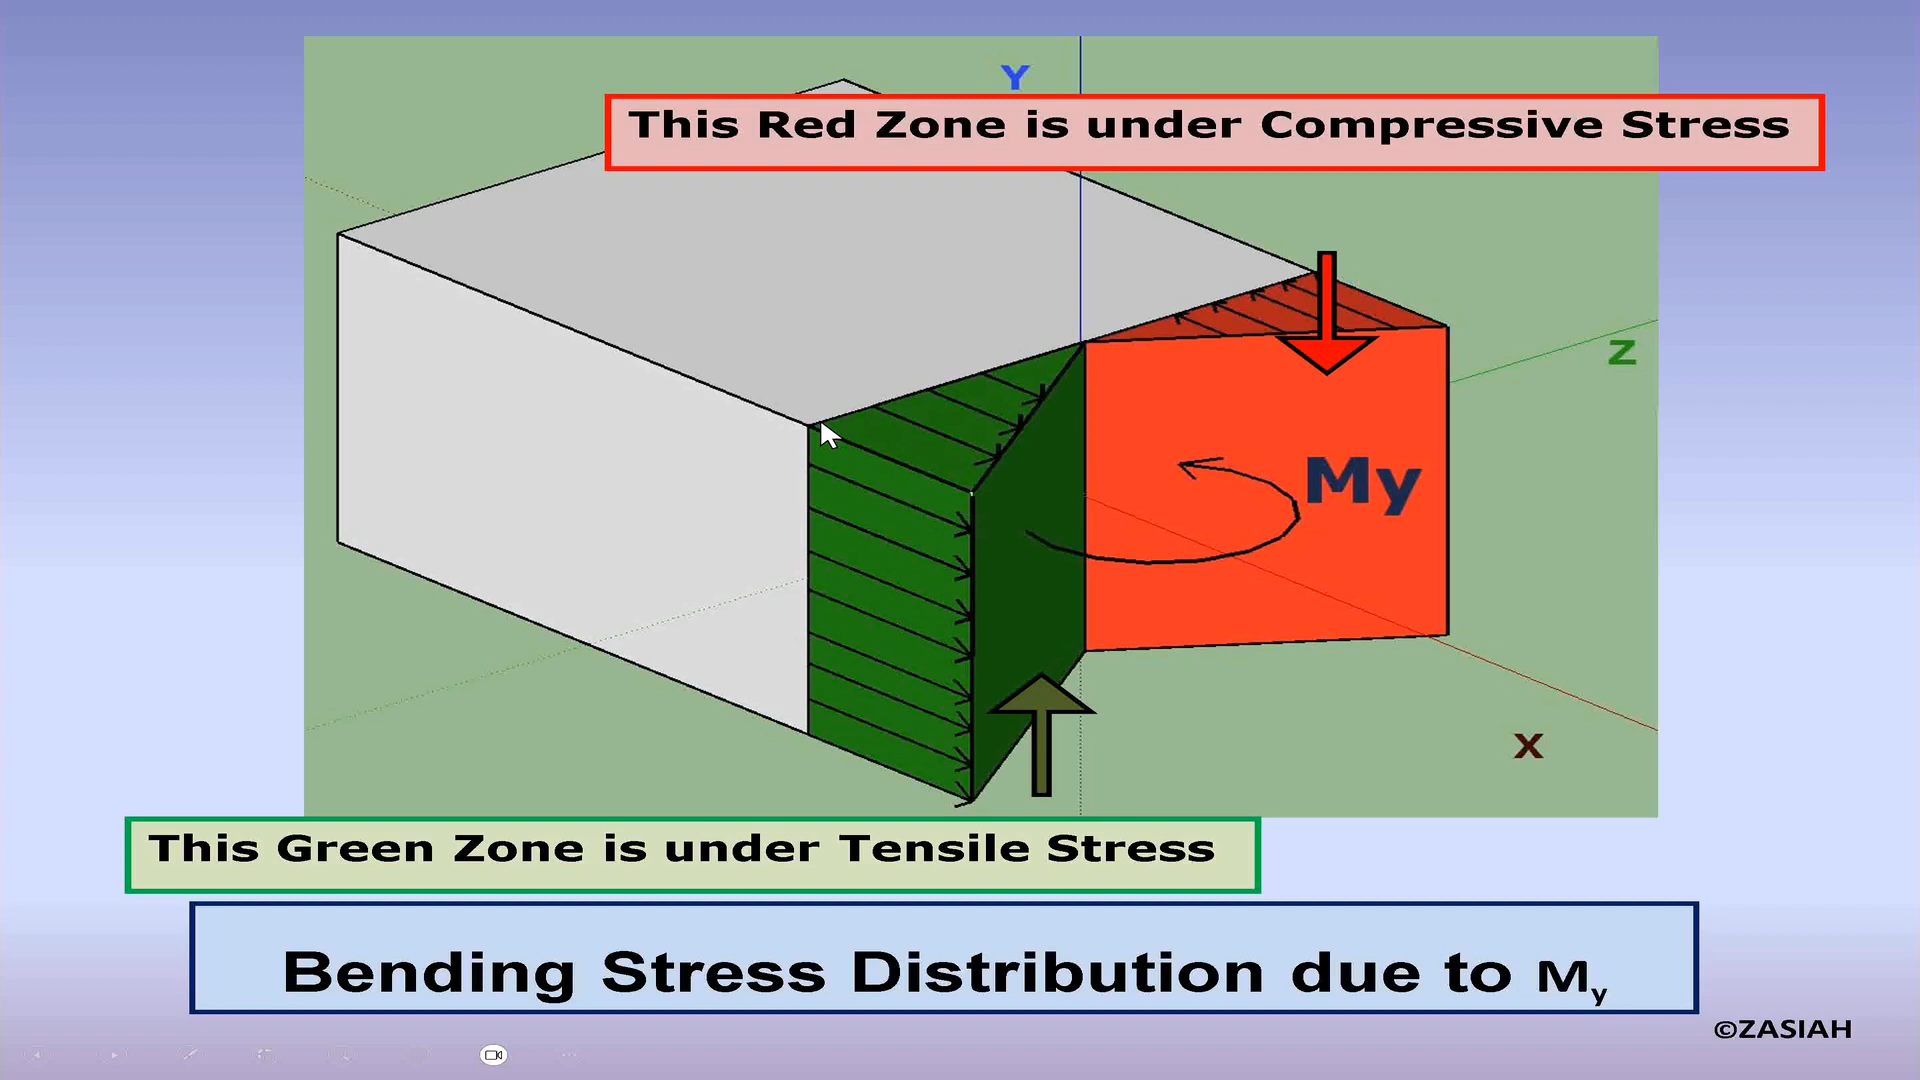 Y
This Red Zone is under Compressive Stress
Z
My
X
This Green Zone is under Tensile Stress
Bending Stress Distribution due to My
©ZASIAH